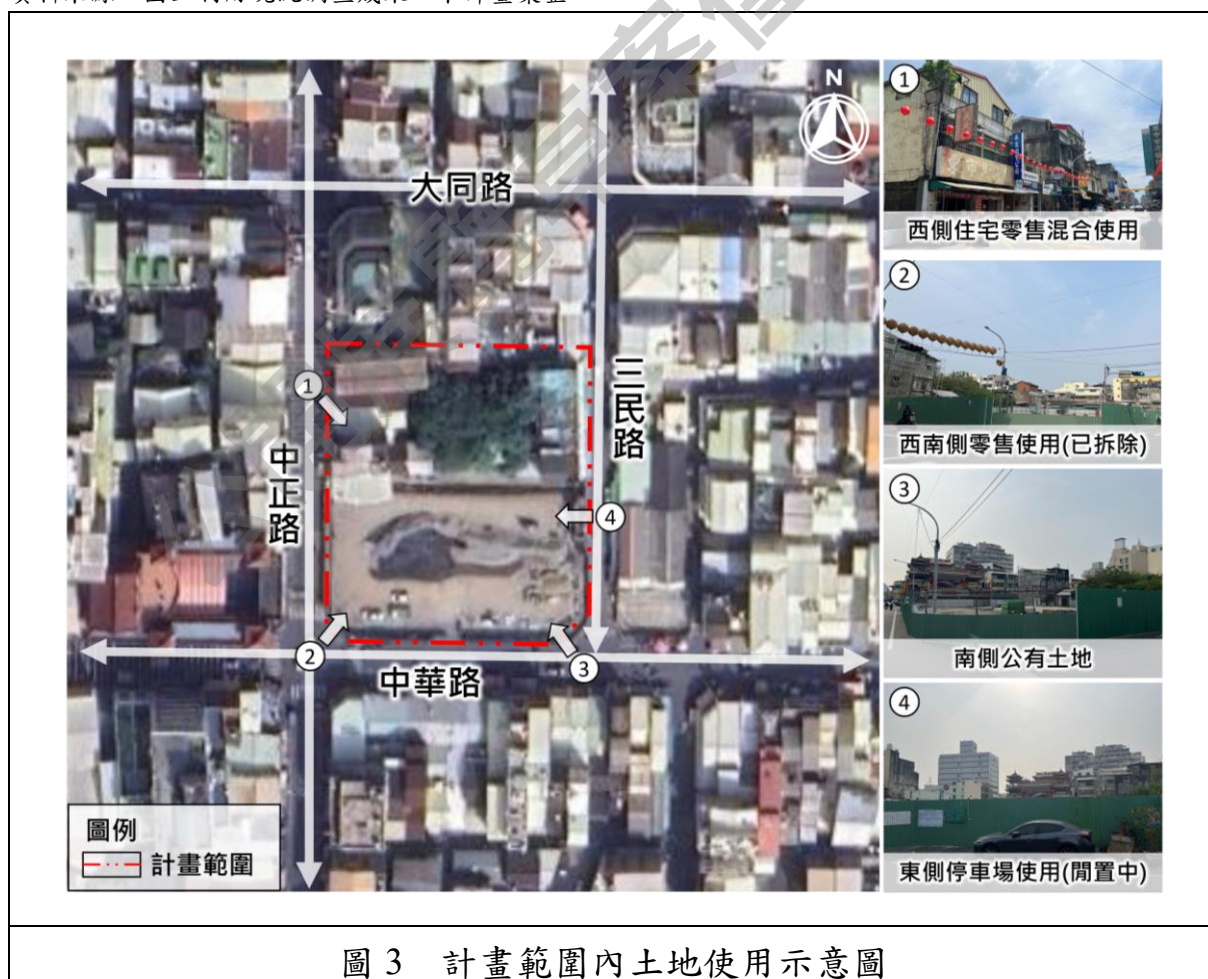 大同路
N
三民路
中正路
中華路
1
2
3
4
圖例
計畫範圍
1
西側住宅零售混合使用
2
西南側零售使用(已拆除)
3
南側公有土地
4
東側停車場使用(閒置中)
圖 3 計畫範圍內土地使用示意圖